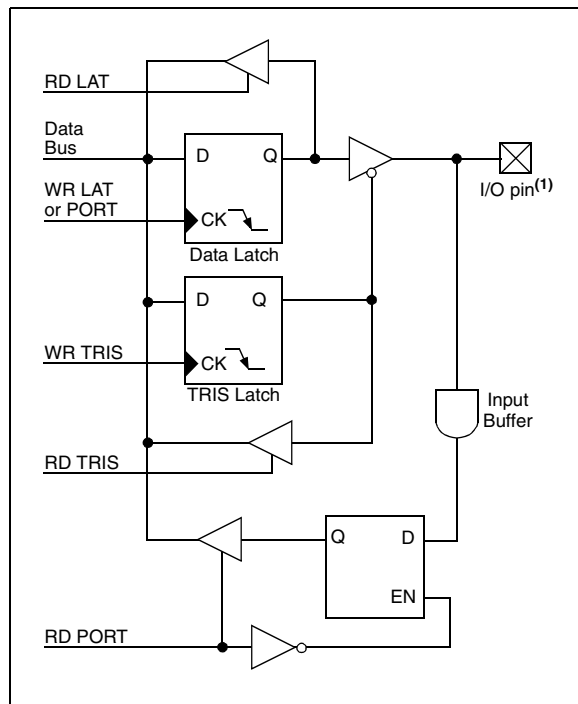 RD LAT
Data
Bus
D
Q
WR LAT
or PORT
CK
I/O pin(1)
Data Latch
D
Q
WR TRIS
CK
TRIS Latch
Input
Buffer
RD TRIS
Q
D
EN
RD PORT